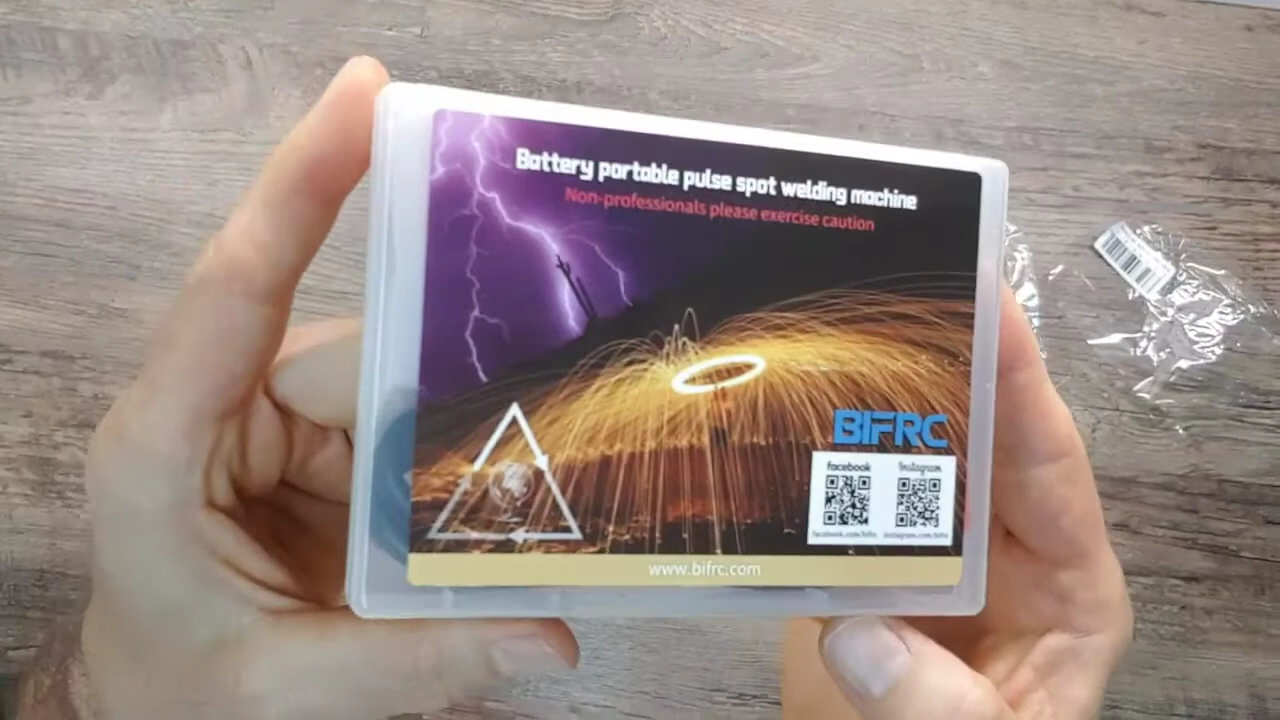 Battery portable pulse spot welding machine
Non-professionals please exercise caution
BIFRC
facebook
Instagram
www.bifrc.com